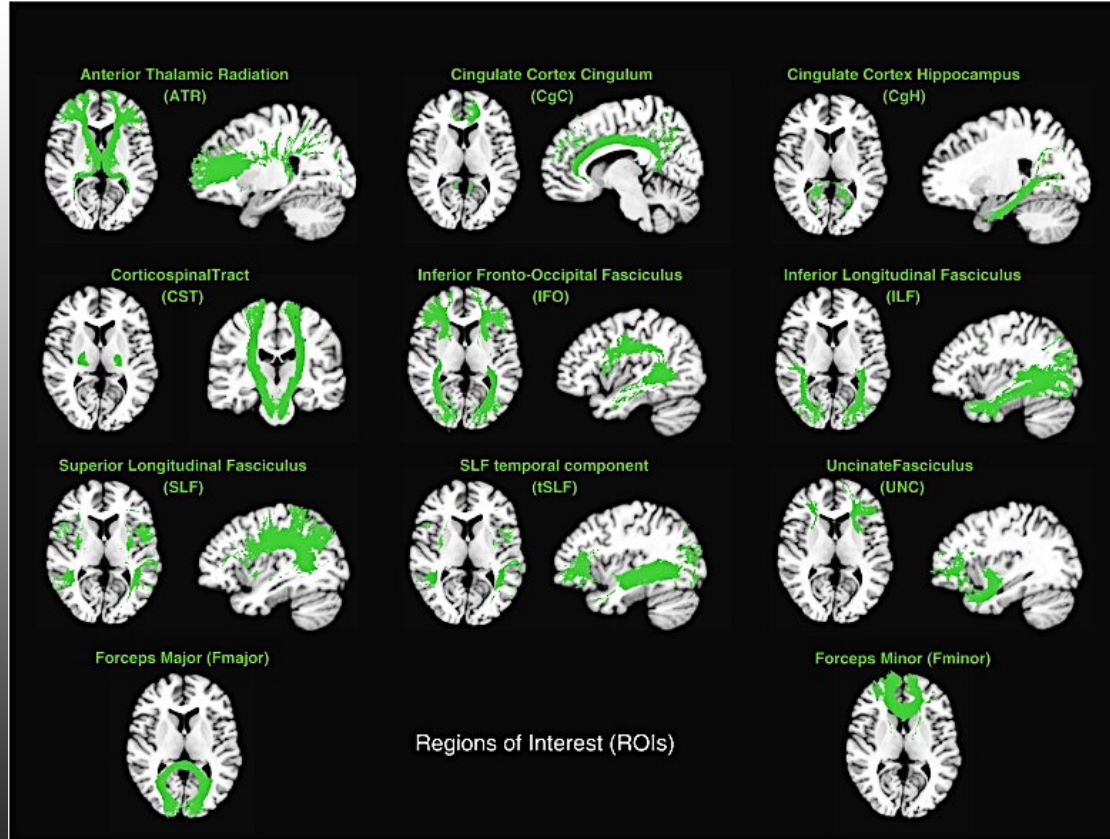 Anterior Thalamic Radiation
(ATR)
Cingulate Cortex Cingulum
(CgC)
Cingulate Cortex Hippocampus
(CgH)
CorticospinalTract
(CST)
Inferior Fronto-Occipital Fasciculus
(IFO)
Inferior Longitudinal Fasciculus
(ILF)
Superior Longitudinal Fasciculus
(SLF)
SLF temporal component
(tSLF)
UncinateFasciculus
(UNC)
Forceps Major (Fmajor)
Forceps Minor (Fminor)
Regions of Interest (ROIs)